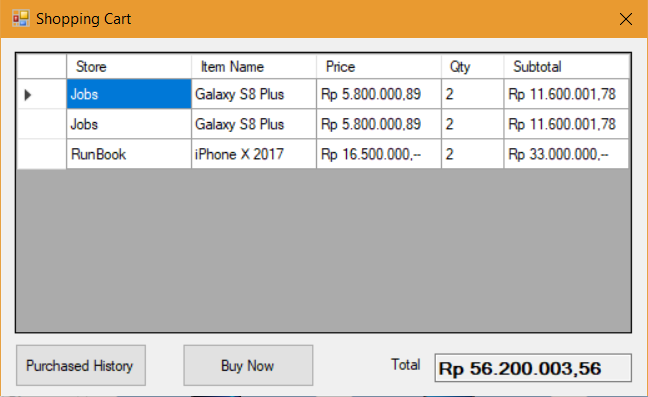 Shopping Cart
Store Item Name Price Qty Subtotal
Jobs Galaxy S8 Plus Rp 5.800.000,89 2 Rp 11.600.001,78
Jobs Galaxy S8 Plus Rp 5.800.000,89 2 Rp 11.600.001,78
RunBook iPhone X 2017 Rp 16.500.000,-- 2 Rp 33.000.000,--
Purchased History Buy Now Total Rp 56.200.003,56